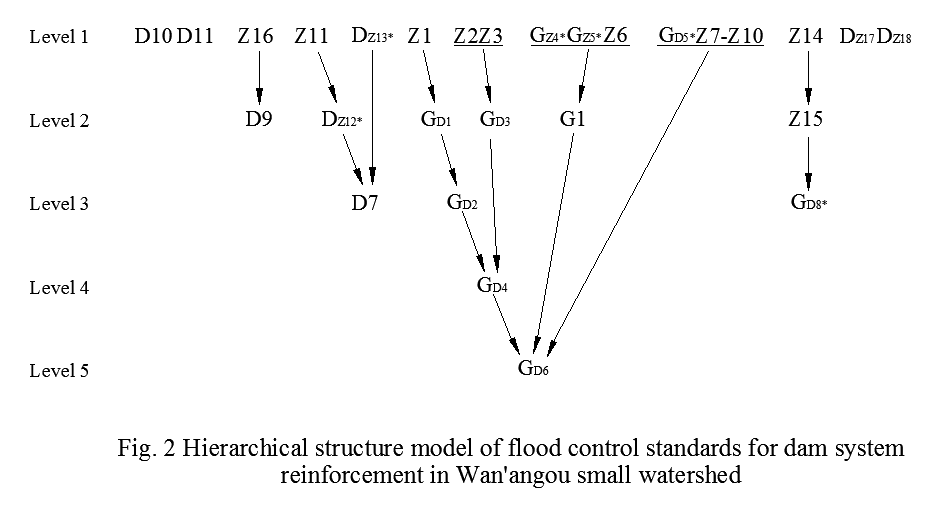 Level 1 D10 D11 Z16 Z11 DZ13* Z1 Z2Z3 GZ4*GZ5*Z6 GD5*Z7-Z10 Z14 DZ17DZ18
Level 2 D9 DZ12* GD1 GD3 G1 Z15
Level 3 D7 GD2 GD8*
Level 4 GD4
Level 5 GD6
Fig. 2 Hierarchical structure model of flood control standards for dam system
reinforcement in Wan'angou small watershed